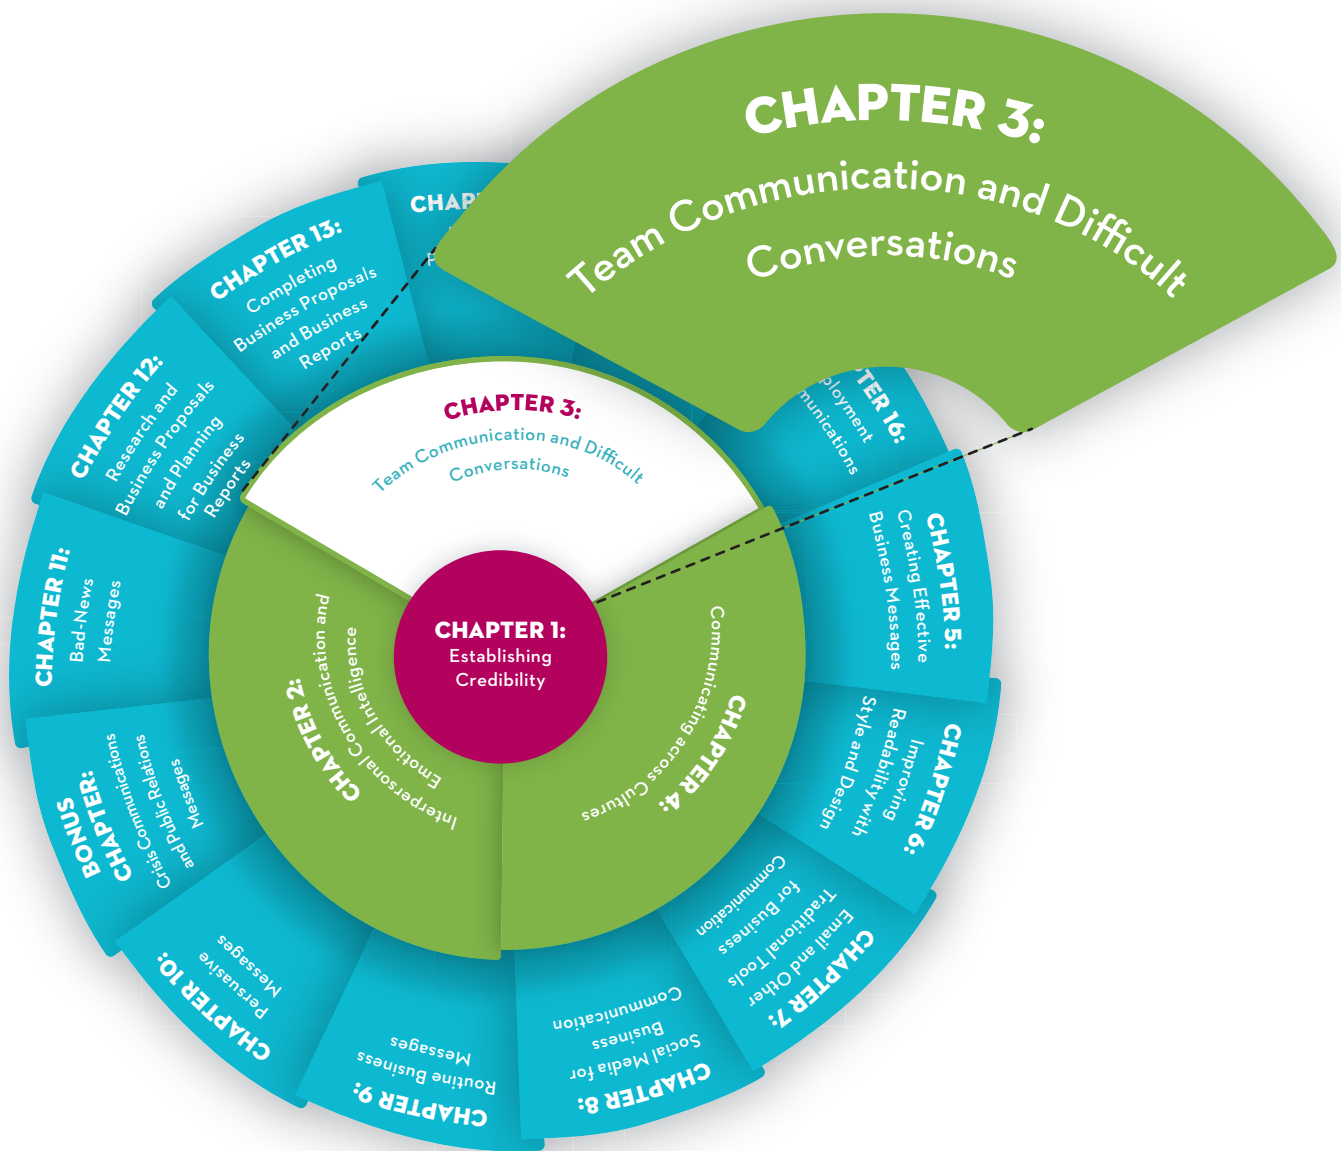 CHAPTER 3:
Team Communication and Difficult
Conversations
CHAPTER 3:
Team Communication and Difficult
Conversations
CHAPTER 1:
Establishing
Credibility
CHAPTER 2:
Interpersonal Communication and
Emotional Intelligence
CHAPTER 4:
Communicating across Cultures
CHAPTER 5:
Creating Effective
Business Messages
CHAPTER 6:
Improving
Readability with
Style and Design
CHAPTER 7:
Email and Other
Traditional Tools
for Business
Communication
CHAPTER 8:
Social Media for
Business
Communication
CHAPTER 9:
Routine Business
Messages
CHAPTER 10:
Persuasive
Messages
BONUS
CHAPTER:
Crisis Communications
and Public Relations
Messages
CHAPTER 11:
Bad-News
Messages
CHAPTER 12:
Research and
Business Proposals
and Planning
for Business
Reports
CHAPTER 13:
Completing
Business Proposals
and Business
Reports
CHAP
TER 16:
ployment
munications